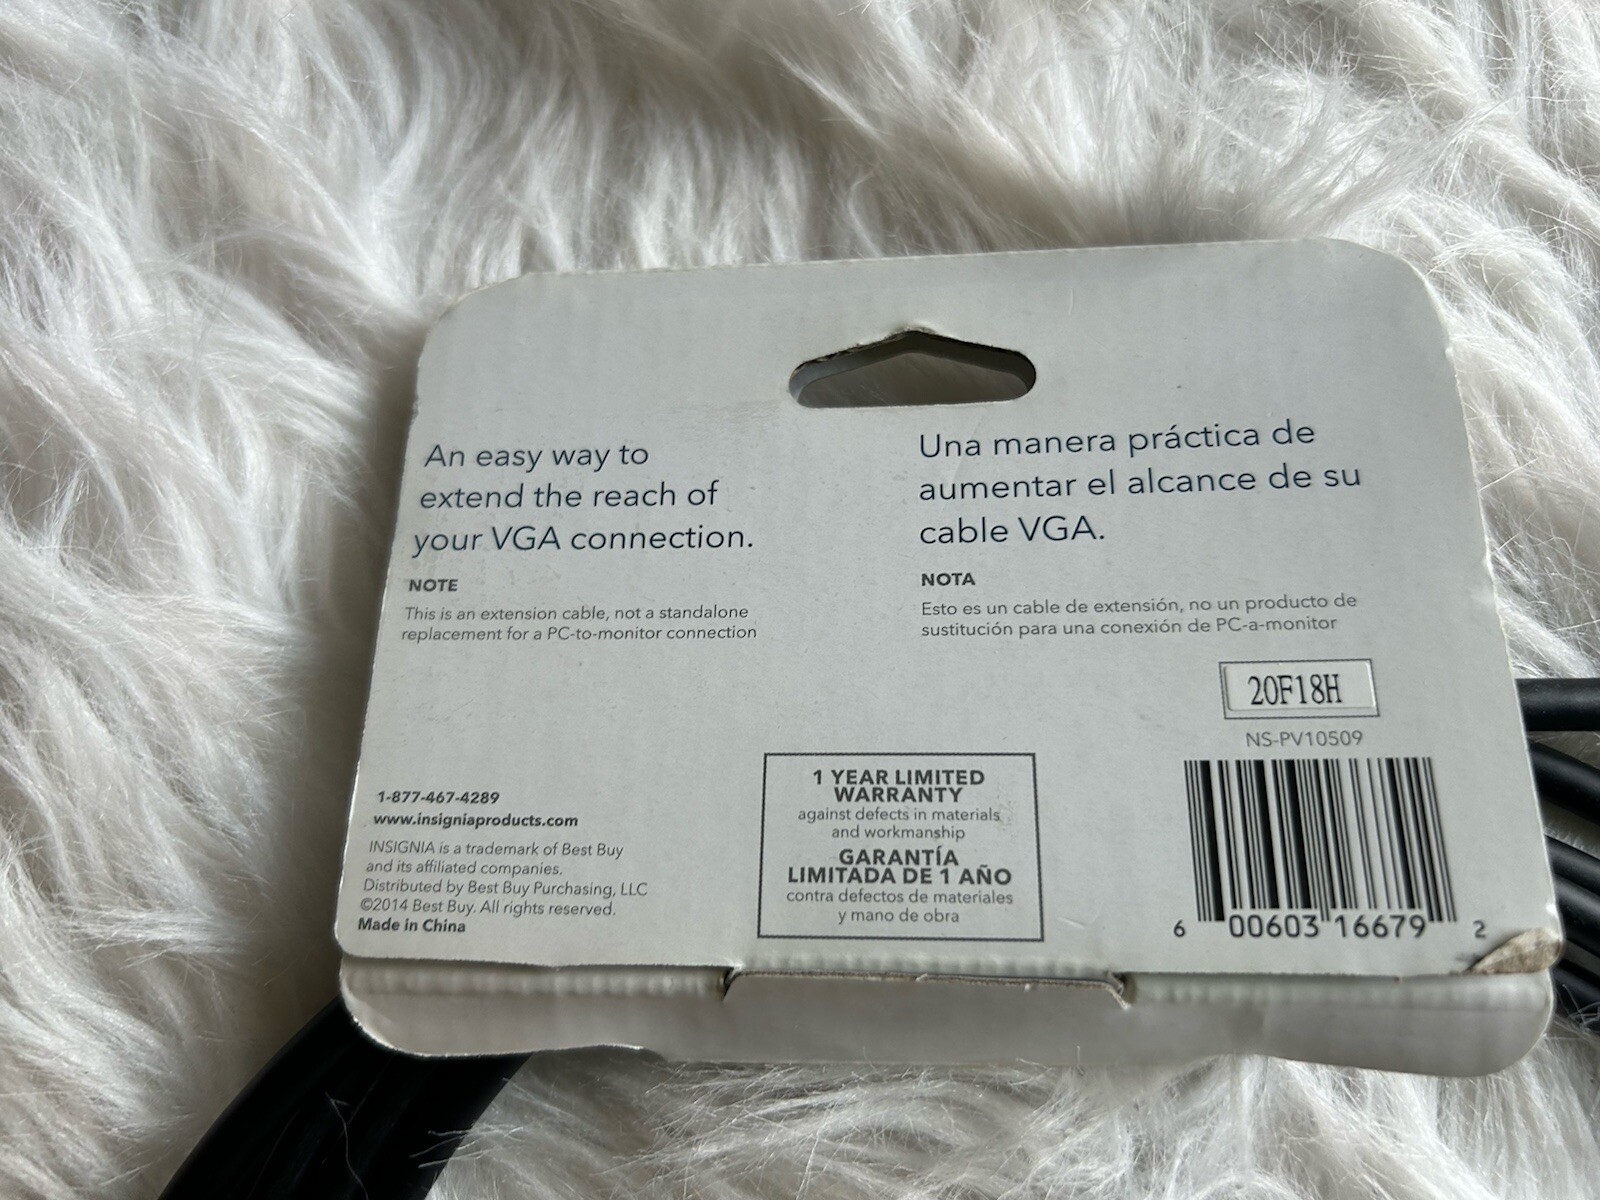 An easy way to
extend the reach of
your VGA connection.
NOTE
This is an extension cable, not a standalone
replacement for a PC-to-monitor connection
Una manera práctica de
aumentar el alcance de su
cable VGA.
NOTA
Esto es un cable de extensión, no un producto de
sustitución para una conexión de PC-a-monitor
20F18H
NS-PV10509
1-877-467-4289
www.insigniaproducts.com
INSIGNIA is a trademark of Best Buy
and its affiliated companies.
Distributed by Best Buy Purchasing, LLC
©2014 Best Buy. All rights reserved.
Made in China
1 YEAR LIMITED
WARRANTY
against defects in materials
and workmanship
GARANTÍA
LIMITADA DE 1 AÑO
contra defectos de materiales
y mano de obra
6 00603 16679 2